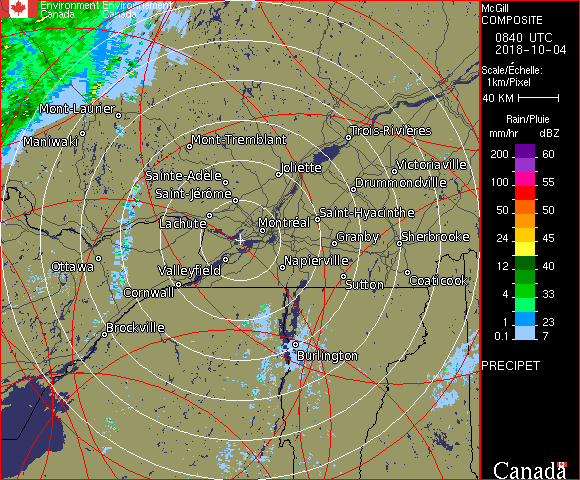 Environment Environnement
Canada Canada
McGill
COMPOSITE
0840 UTC
2018-10-04
Scale/Échelle:
1km/Pixel
40 KM
Rain/Pluie
mm/hr dBZ
200 60
150 57
100 55
50 50
24 45
12 40
4 33
1 23
0.1 7
PRECIPET
Canada
Mont-Laurier
Maniwaki
Mont-Tremblant
Trois-Rivières
Joliette
Victoriaville
Sainte-Adèle
Drummondville
Saint-Jérôme
Lachute
Saint-Hyacinthe
Montréal
Granby
Sherbrooke
Ottawa
Valleyfield
Napierville
Sutton
Coaticook
Cornwall
Brockville
Burlington